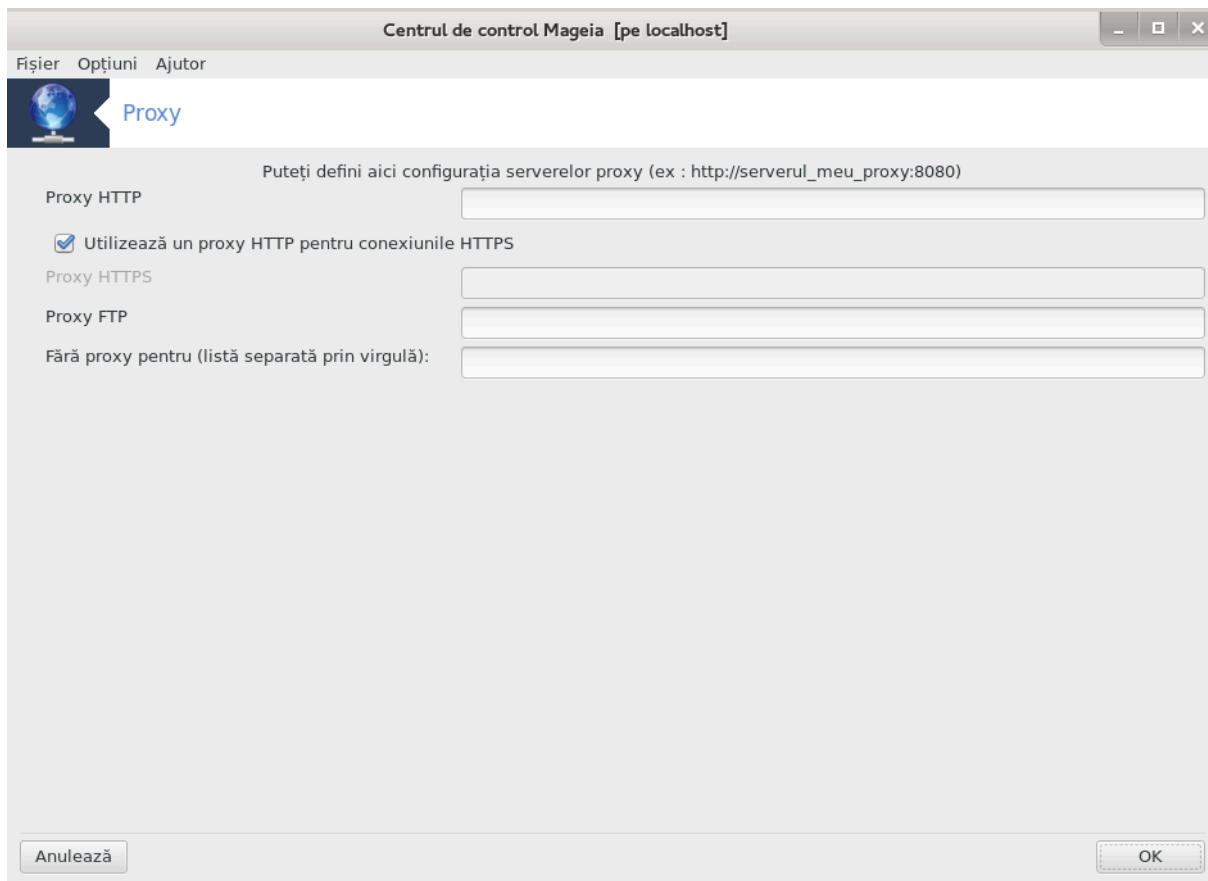 Centrul de control Mageia [pe localhost]
Fișier Opțiuni Ajutor
Proxy
Puteți defini aici configurația serverelor proxy (ex : http://serverul_meu_proxy:8080)
Proxy HTTP
Utilizează un proxy HTTP pentru conexiunile HTTPS
Proxy HTTPS
Proxy FTP
Fără proxy pentru (listă separată prin virgulă):
Anulează OK